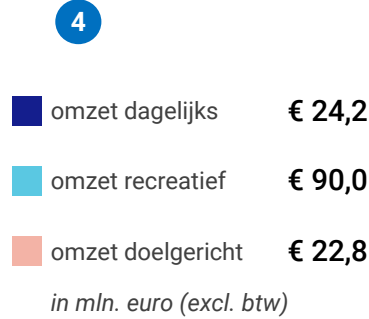 4
omzet dagelijks € 24,2
omzet recreatief € 90,0
omzet doelgericht € 22,8
in mln. euro (excl. btw)